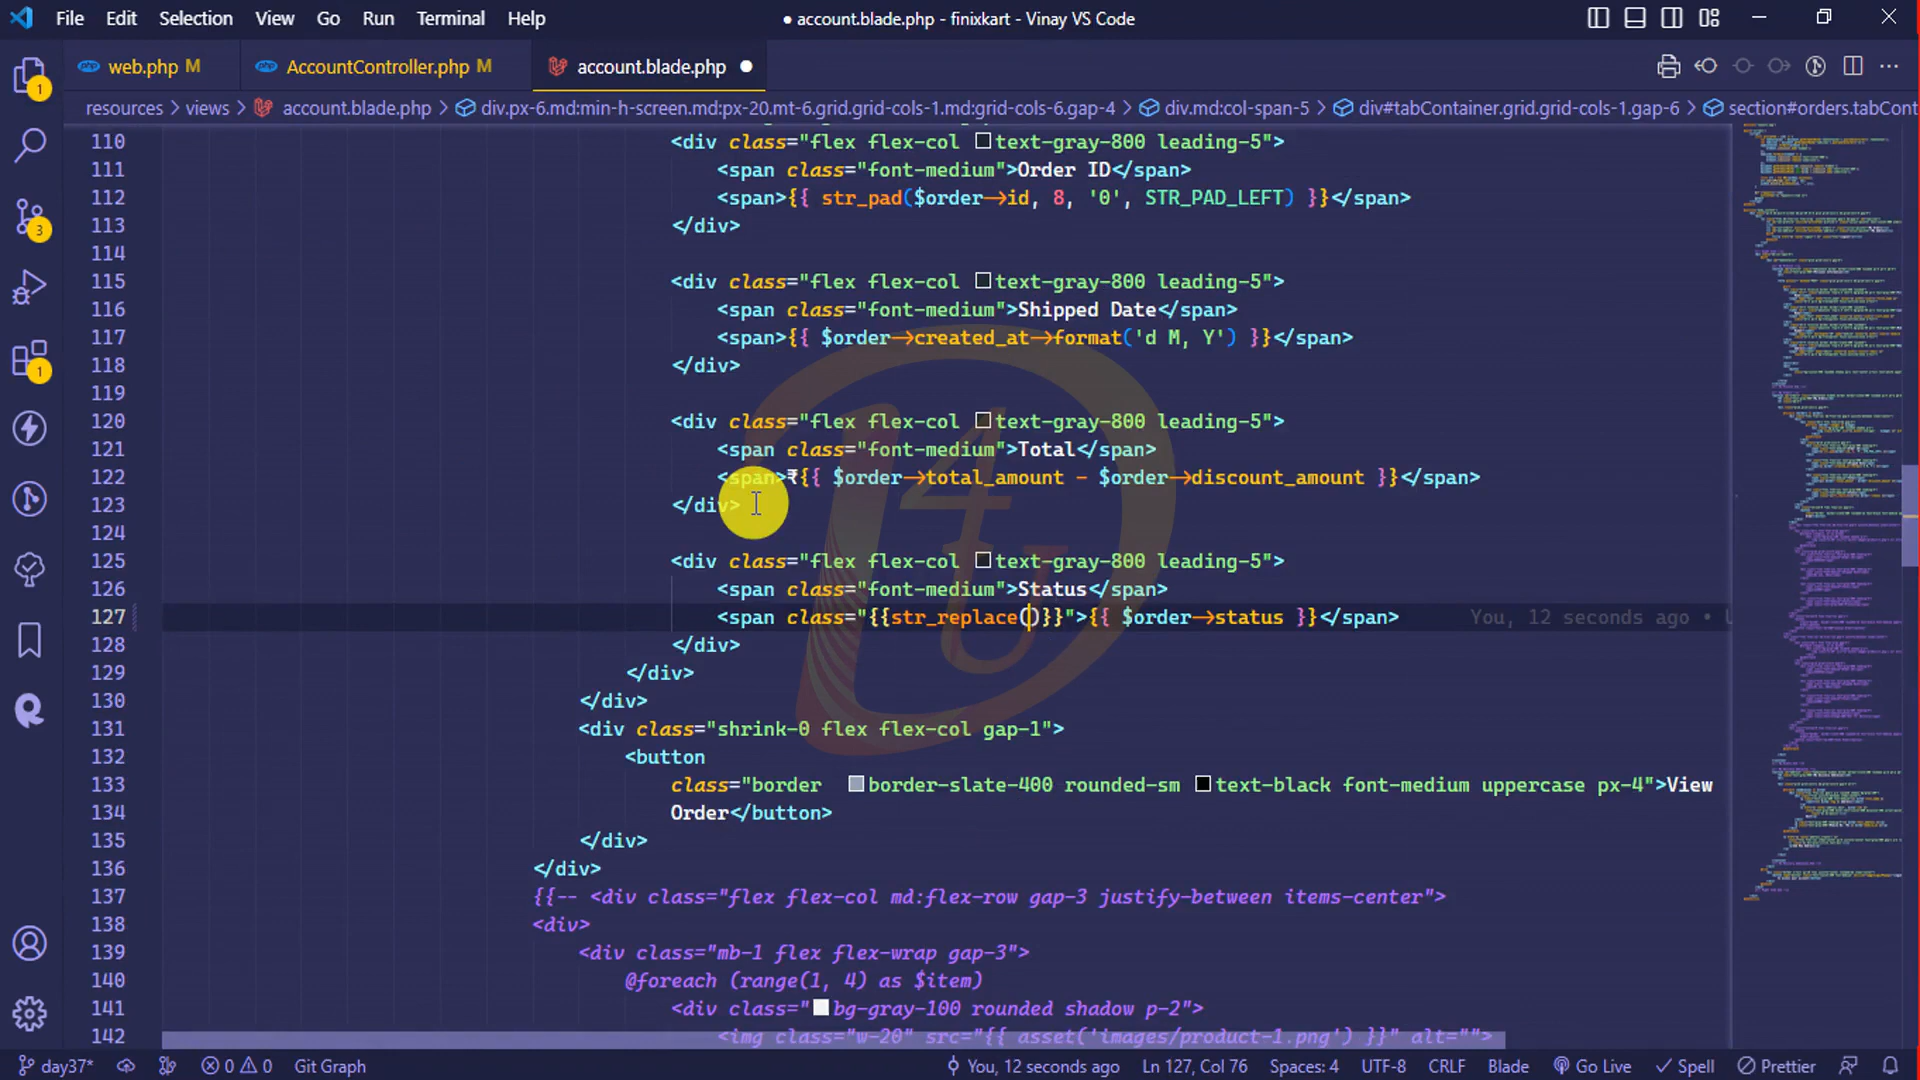 File Edit Selection View Go Run Terminal Help
● account.blade.php - finixkart - Vinay VS Code
web.php M
AccountController.php M
account.blade.php ●
resources > views > account.blade.php > div.px-6.md:min-h-screen.md:px-20.mt-6.grid.grid-cols-1.md:grid-cols-6.gap-4 > div.md:col-span-5 > div#tabContainer.grid.grid-cols-1.gap-6 > section#orders.tabCont
110 <div class="flex flex-col text-gray-800 leading-5">
111 <span class="font-medium">Order ID</span>
112 <span>{{ str_pad($order->id, 8, '0', STR_PAD_LEFT) }}</span>
113 </div>
114
115 <div class="flex flex-col text-gray-800 leading-5">
116 <span class="font-medium">Shipped Date</span>
117 <span>{{ $order->created_at->format('d M, Y') }}</span>
118 </div>
119
120 <div class="flex flex-col text-gray-800 leading-5">
121 <span class="font-medium">Total</span>
122 <span>₹{{ $order->total_amount - $order->discount_amount }}</span>
123 </div>
124
125 <div class="flex flex-col text-gray-800 leading-5">
126 <span class="font-medium">Status</span>
127 <span class="{{str_replace()}}">{{ $order->status }}</span> You, 12 seconds ago •
128 </div>
129 </div>
130 </div>
131 <div class="shrink-0 flex flex-col gap-1">
132 <button
133 class="border border-slate-400 rounded-sm text-black font-medium uppercase px-4">View
134 Order</button>
135 </div>
136 </div>
137 {{-- <div class="flex flex-col md:flex-row gap-3 justify-between items-center">
138 <div>
139 <div class="mb-1 flex flex-wrap gap-3">
140 @foreach (range(1, 4) as $item)
141 <div class="bg-gray-100 rounded shadow p-2">
142 <img class="w-20" src="{{ asset('images/product-1.png') }}" alt="">
day37* 0 0 Git Graph You, 12 seconds ago Ln 127, Col 76 Spaces: 4 UTF-8 CRLF Blade Go Live Spell Prettier